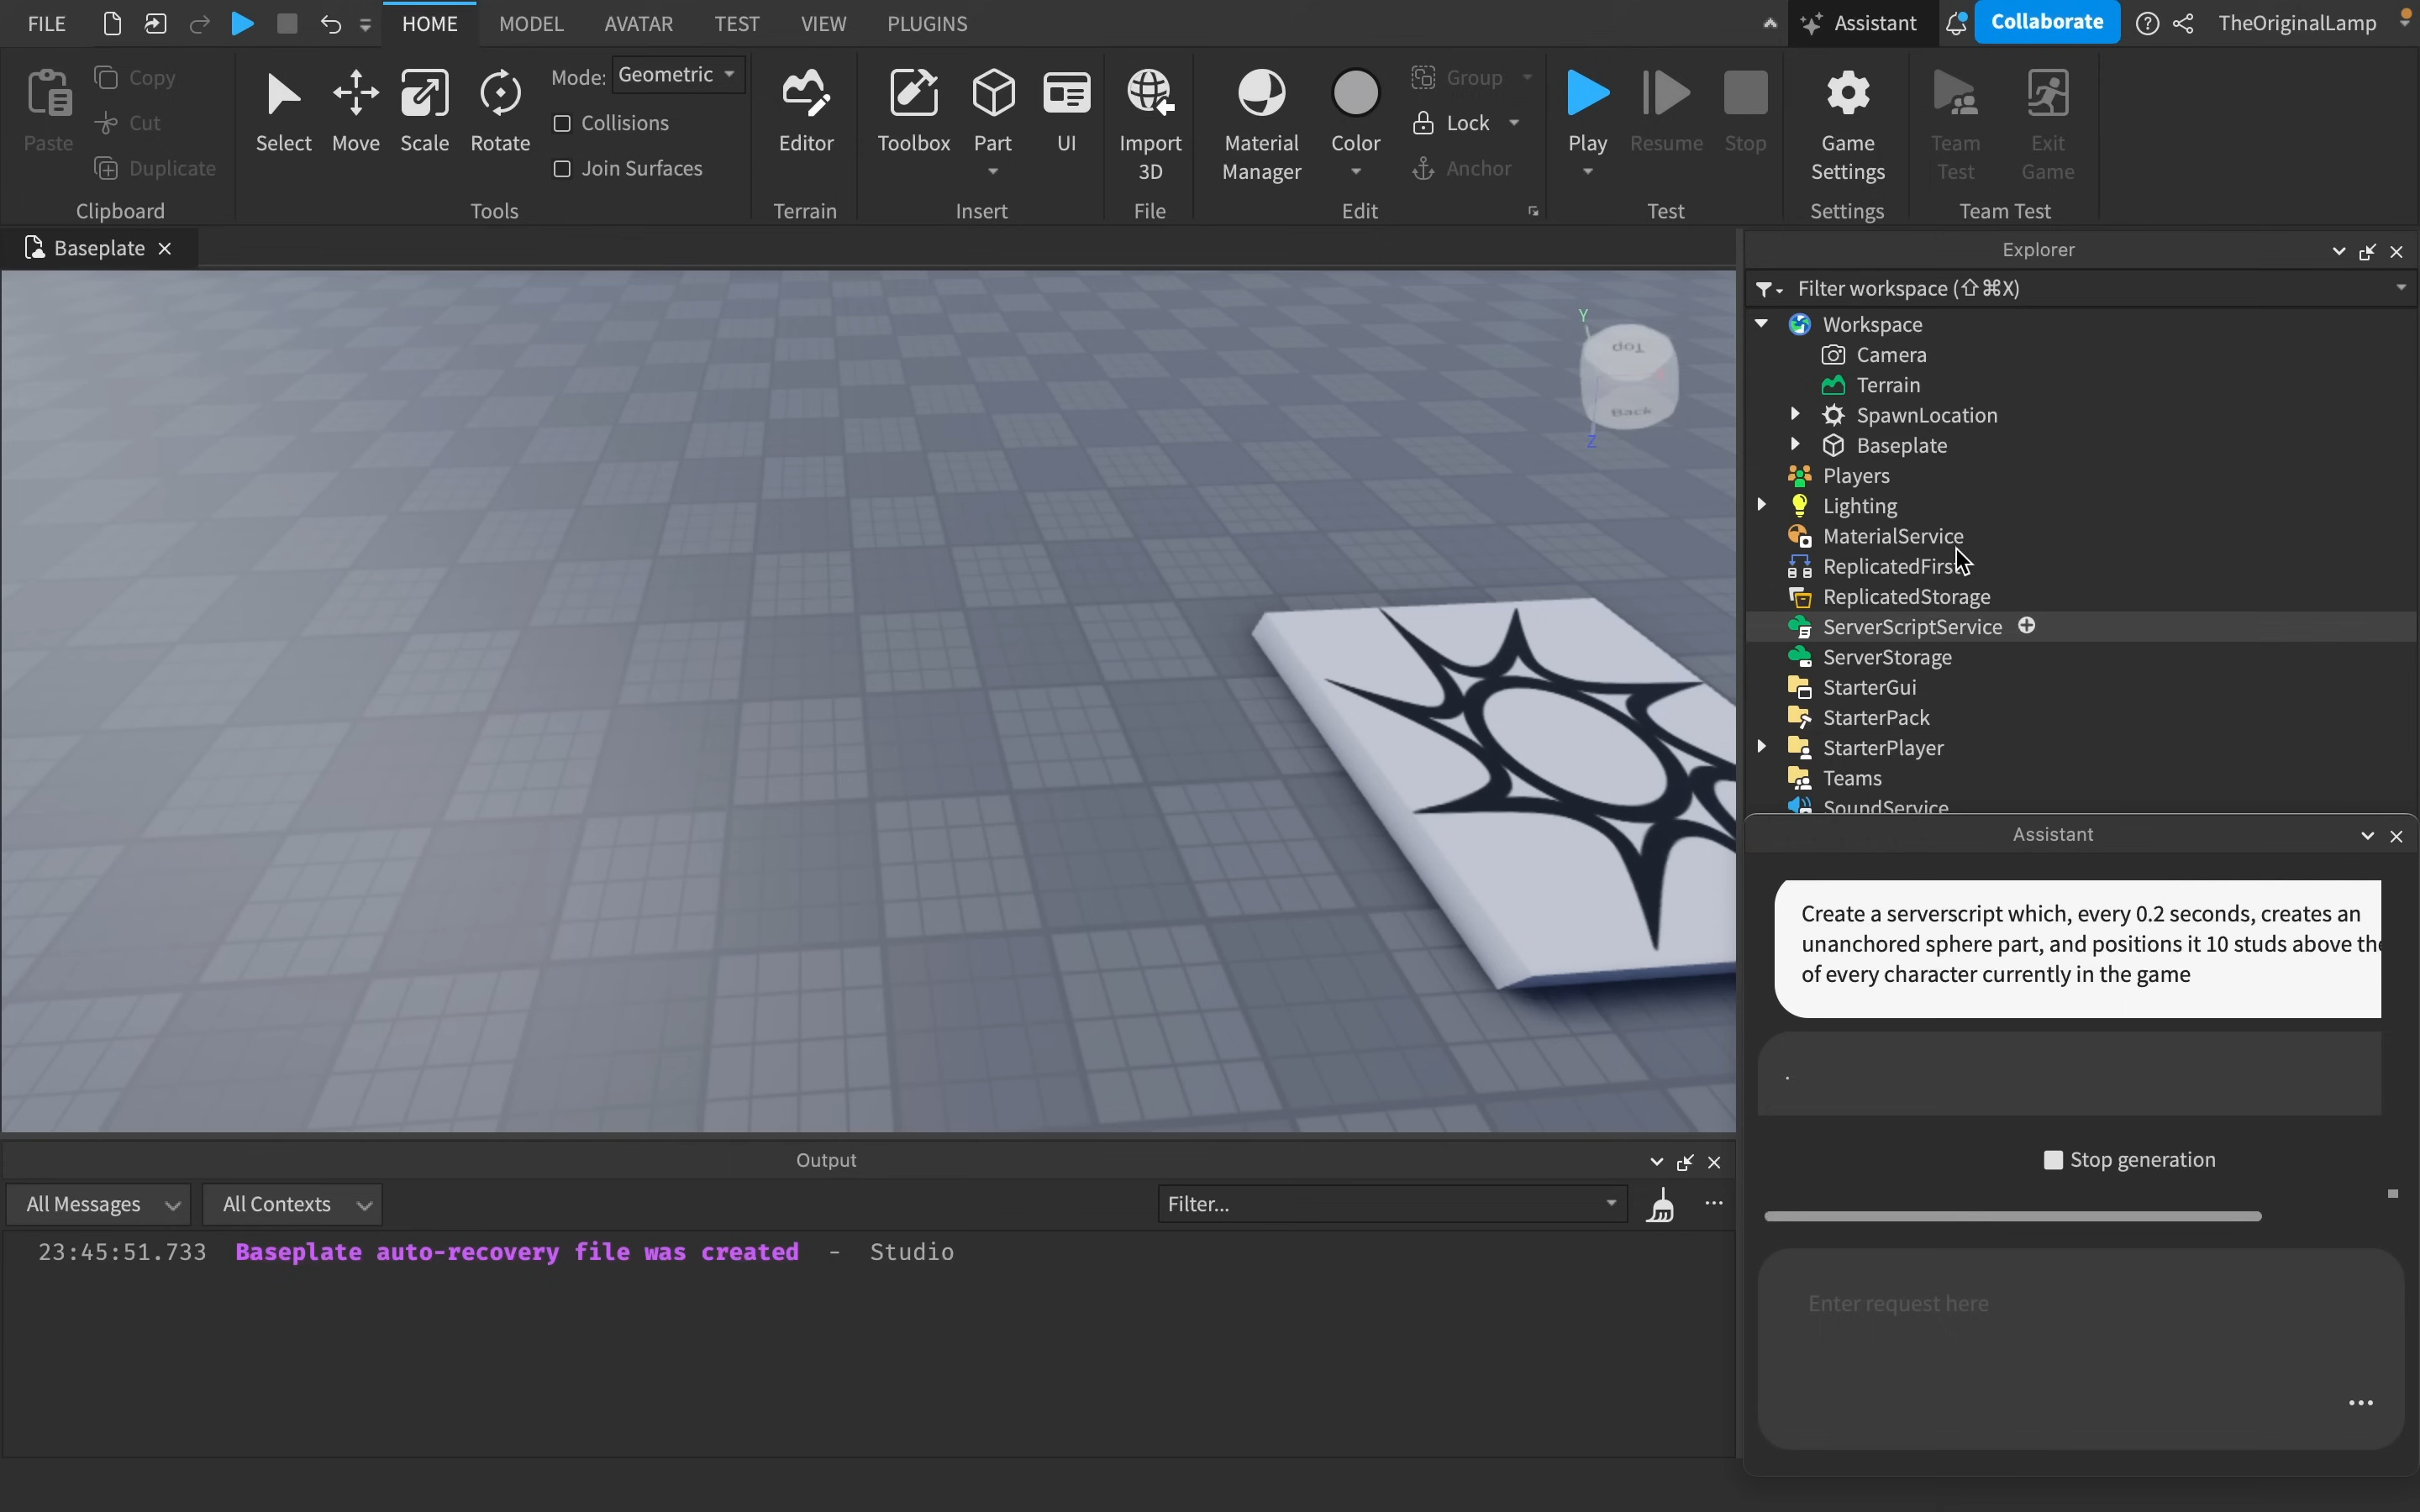 FILE
HOME
MODEL
AVATAR
TEST
VIEW
PLUGINS
Assistant
Collaborate
TheOriginalLamp
Paste
Copy
Cut
Duplicate
Clipboard
Select
Move
Scale
Rotate
Mode: Geometric
Collisions
Join Surfaces
Tools
Editor
Terrain
Toolbox
Part
UI
Insert
Import
3D
File
Material
Manager
Color
Group
Lock
Anchor
Edit
Play
Resume
Stop
Test
Game
Settings
Settings
Team
Test
Exit
Game
Team Test
Baseplate
Y
Top
Back
Z
Explorer
Filter workspace (⇧⌘X)
Workspace
Camera
Terrain
SpawnLocation
Baseplate
Players
Lighting
MaterialService
ReplicatedFirst
ReplicatedStorage
ServerScriptService
ServerStorage
StarterGui
StarterPack
StarterPlayer
Teams
SoundService
Assistant
Create a serverscript which, every 0.2 seconds, creates an
unanchored sphere part, and positions it 10 studs above the
of every character currently in the game
.
Stop generation
Enter request here
Output
All Messages
All Contexts
Filter...
23:45:51.733 Baseplate auto-recovery file was created - Studio